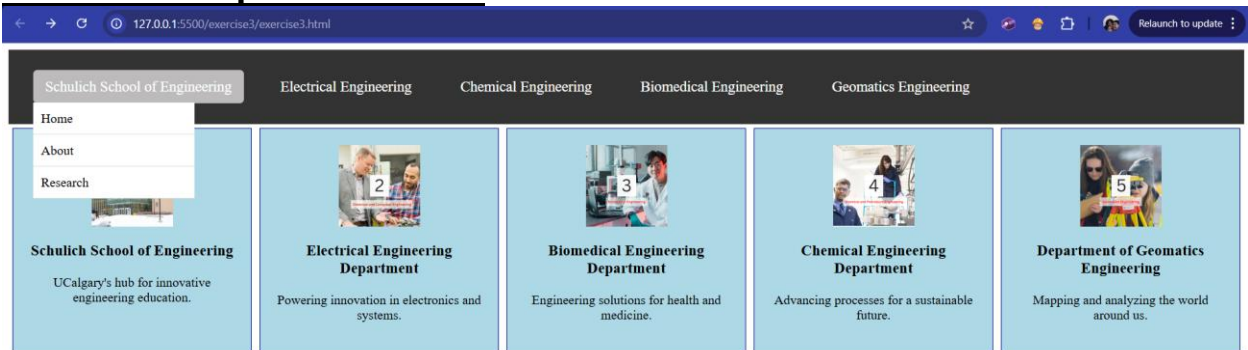 127.0.0.1:5500/exercise3/exercise3.html
Relaunch to update
Schulich School of Engineering
Electrical Engineering
Chemical Engineering
Biomedical Engineering
Geomatics Engineering
Home
About
Research
2
3
4
5
Schulich School of Engineering
UCalgary's hub for innovative
engineering education.
Electrical Engineering
Department
Powering innovation in electronics and
systems.
Biomedical Engineering
Department
Engineering solutions for health and
medicine.
Chemical Engineering
Department
Advancing processes for a sustainable
future.
Department of Geomatics
Engineering
Mapping and analyzing the world
around us.